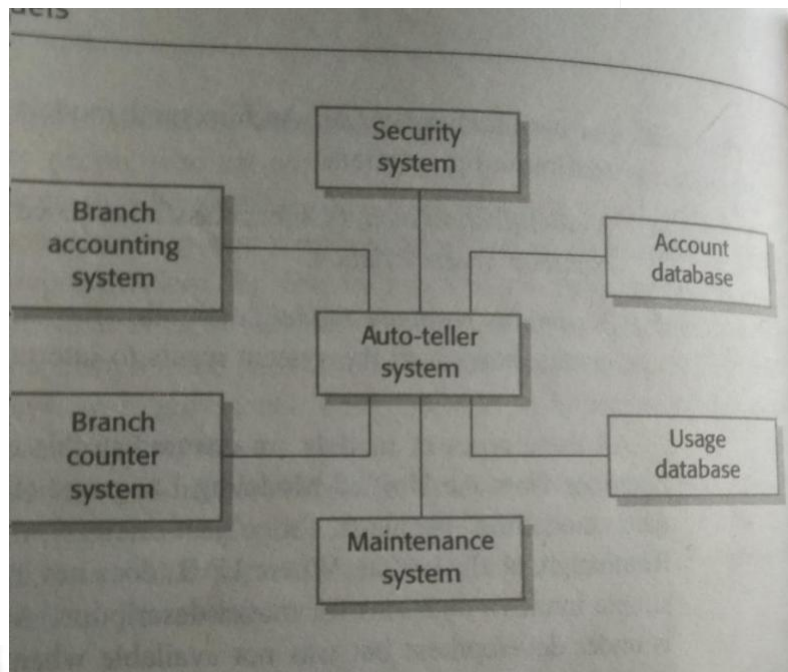 Security
system
Branch
accounting
system
Account
database
Auto-teller
system
Branch
counter
system
Usage
database
Maintenance
system